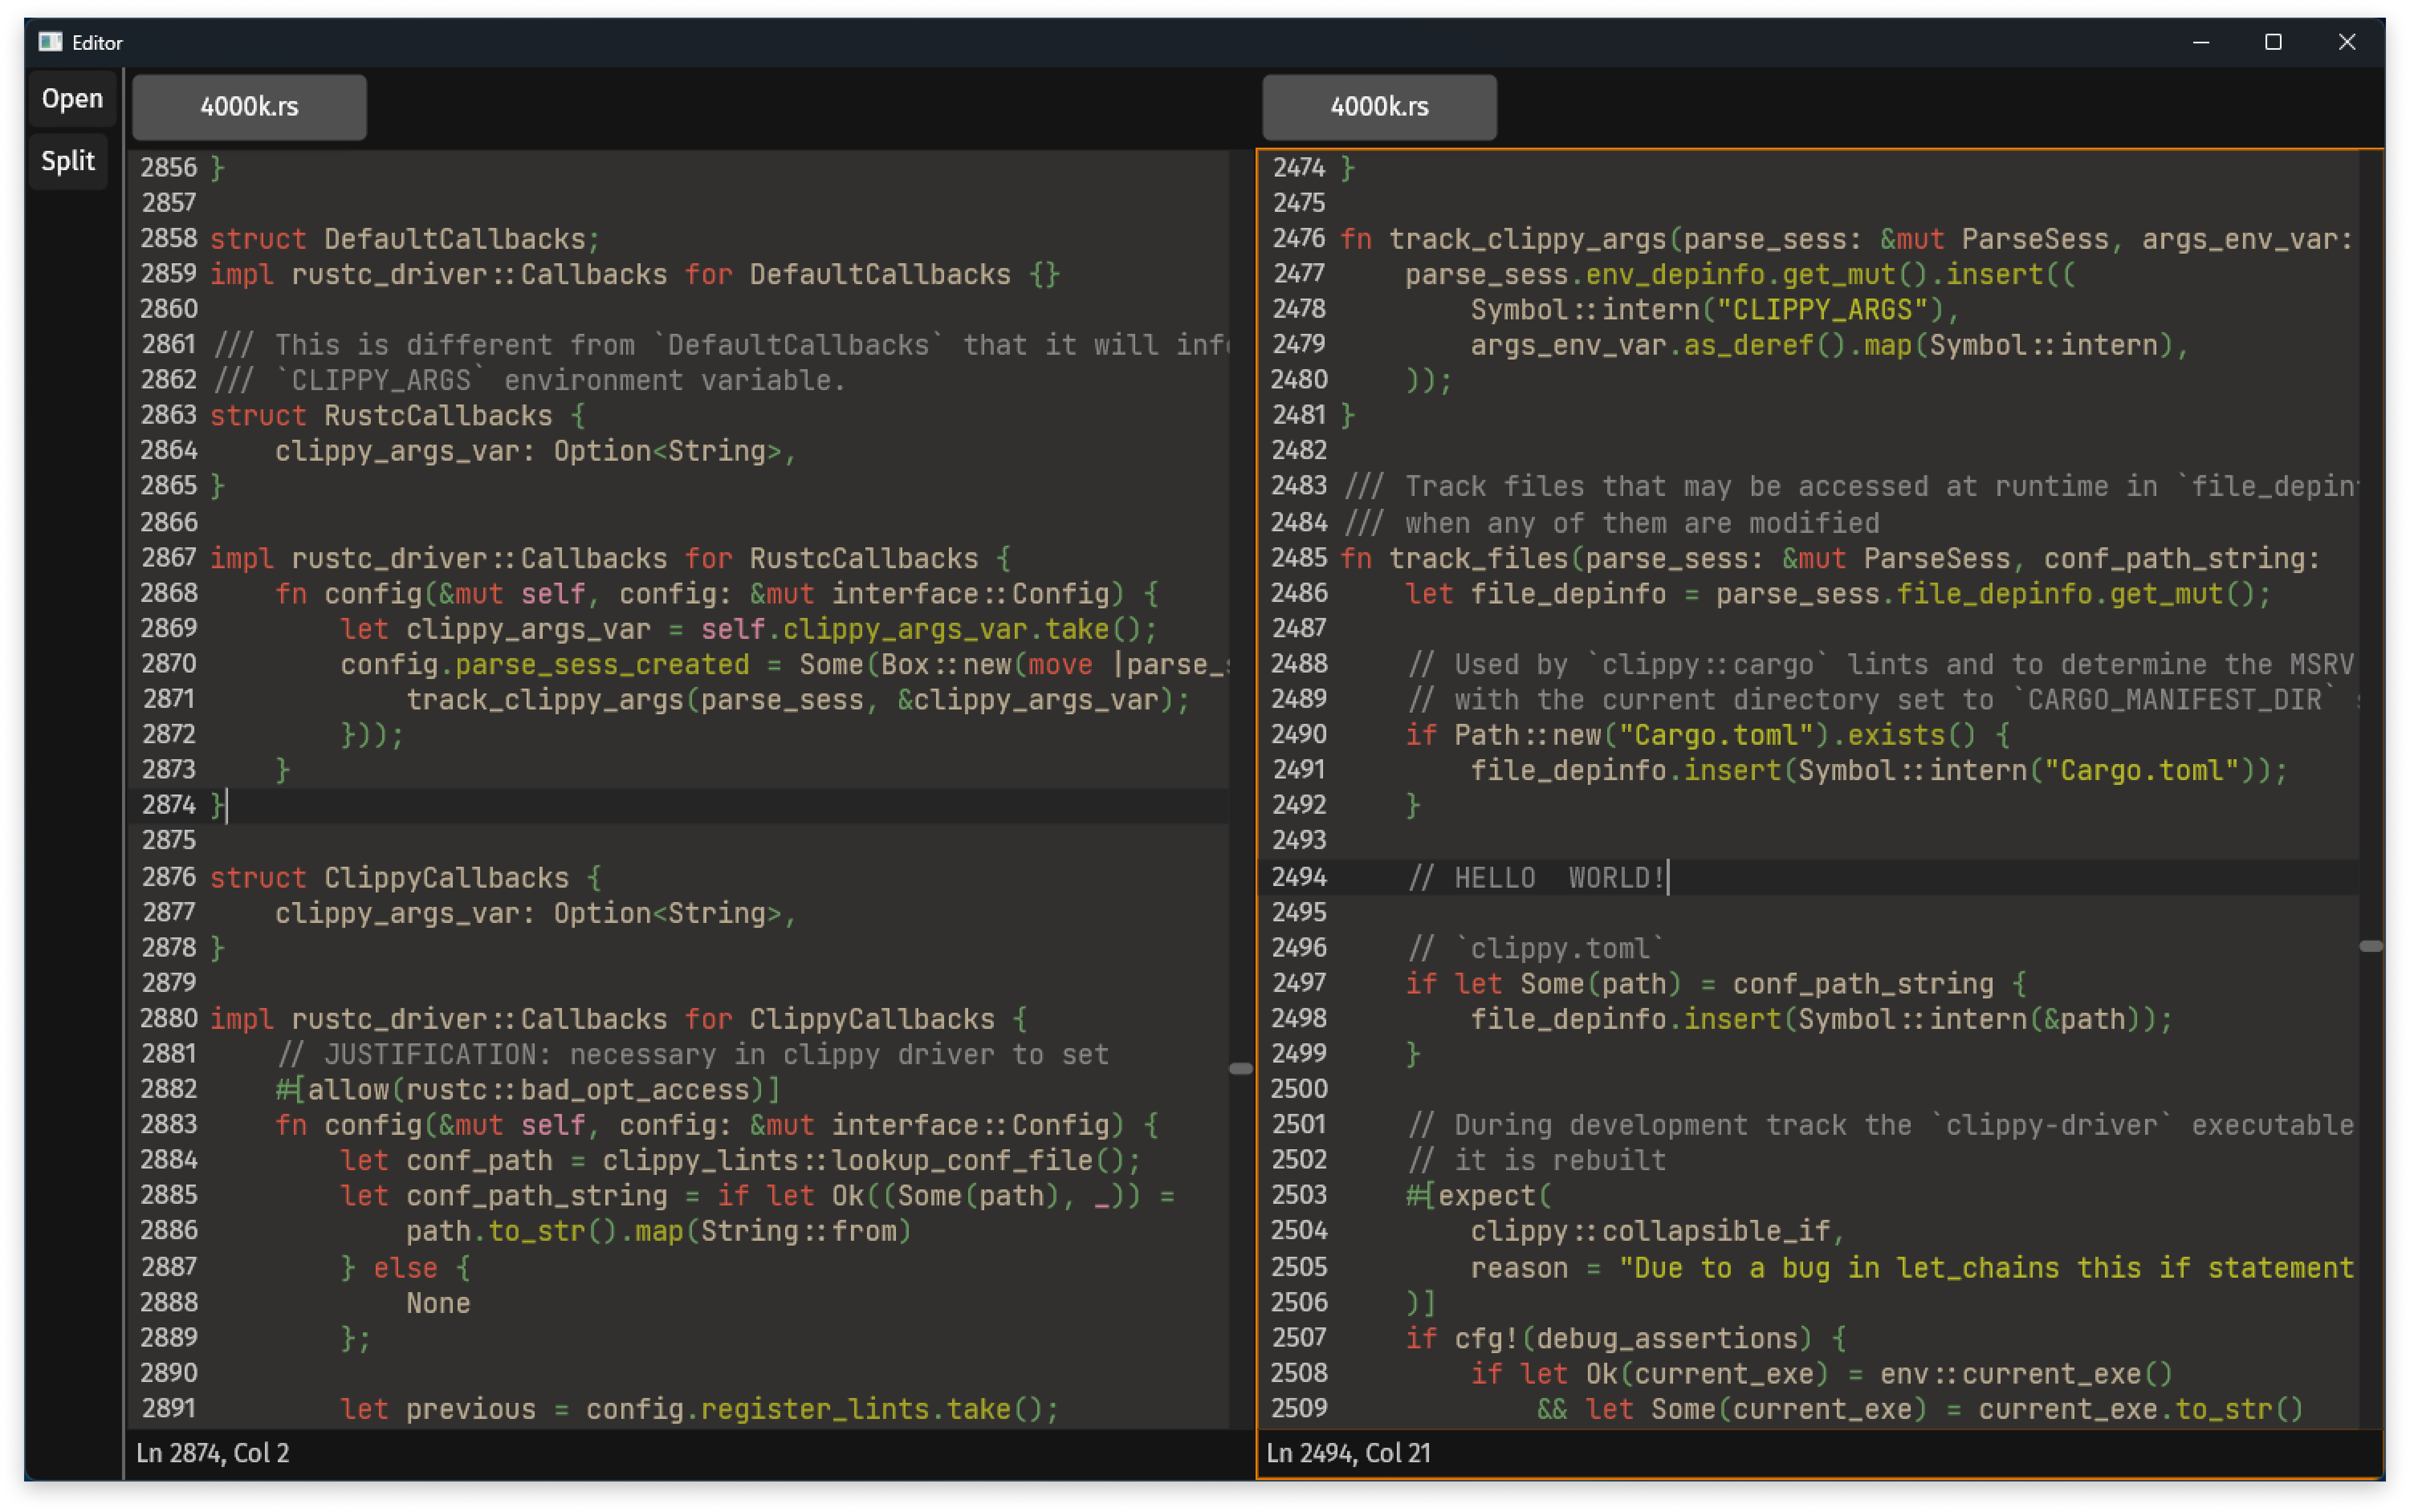 Editor
Open
Split
4000k.rs
2856 }
2857
2858 struct DefaultCallbacks;
2859 impl rustc_driver::Callbacks for DefaultCallbacks {}
2860
2861 /// This is different from `DefaultCallbacks` that it will inf
2862 /// `CLIPPY_ARGS` environment variable.
2863 struct RustcCallbacks {
2864     clippy_args_var: Option<String>,
2865 }
2866
2867 impl rustc_driver::Callbacks for RustcCallbacks {
2868     fn config(&mut self, config: &mut interface::Config) {
2869         let clippy_args_var = self.clippy_args_var.take();
2870         config.parse_sess_created = Some(Box::new(move |parse_s
2871             track_clippy_args(parse_sess, &clippy_args_var);
2872         }));
2873     }
2874 }
2875
2876 struct ClippyCallbacks {
2877     clippy_args_var: Option<String>,
2878 }
2879
2880 impl rustc_driver::Callbacks for ClippyCallbacks {
2881     // JUSTIFICATION: necessary in clippy driver to set
2882     #[allow(rustc::bad_opt_access)]
2883     fn config(&mut self, config: &mut interface::Config) {
2884         let conf_path = clippy_lints::lookup_conf_file();
2885         let conf_path_string = if let Ok((Some(path), _)) =
2886             path.to_str().map(String::from)
2887         } else {
2888             None
2889         };
2890
2891         let previous = config.register_lints.take();
Ln 2874, Col 2
4000k.rs
2474 }
2475
2476 fn track_clippy_args(parse_sess: &mut ParseSess, args_env_var:
2477     parse_sess.env_depinfo.get_mut().insert((
2478         Symbol::intern("CLIPPY_ARGS"),
2479         args_env_var.as_deref().map(Symbol::intern),
2480     ));
2481 }
2482
2483 /// Track files that may be accessed at runtime in `file_depin
2484 /// when any of them are modified
2485 fn track_files(parse_sess: &mut ParseSess, conf_path_string:
2486     let file_depinfo = parse_sess.file_depinfo.get_mut();
2487
2488     // Used by `clippy::cargo` lints and to determine the MSRV
2489     // with the current directory set to `CARGO_MANIFEST_DIR`
2490     if Path::new("Cargo.toml").exists() {
2491         file_depinfo.insert(Symbol::intern("Cargo.toml"));
2492     }
2493
2494     // HELLO  WORLD!
2495
2496     // `clippy.toml`
2497     if let Some(path) = conf_path_string {
2498         file_depinfo.insert(Symbol::intern(&path));
2499     }
2500
2501     // During development track the `clippy-driver` executable
2502     // it is rebuilt
2503     #[expect(
2504         clippy::collapsible_if,
2505         reason = "Due to a bug in let_chains this if statement
2506     )]
2507     if cfg!(debug_assertions) {
2508         if let Ok(current_exe) = env::current_exe()
2509             && let Some(current_exe) = current_exe.to_str()
Ln 2494, Col 21